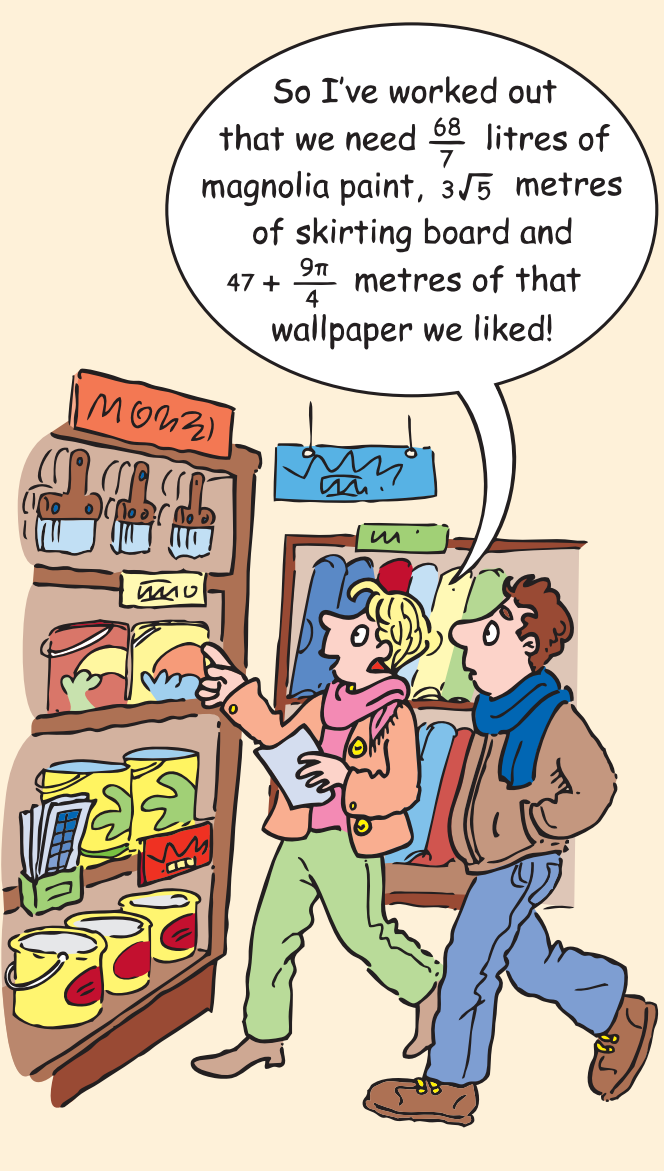 So I've worked out
that we need 68/7 litres of
magnolia paint, 3√5 metres
of skirting board and
47 + 9π/4 metres of that
wallpaper we liked!